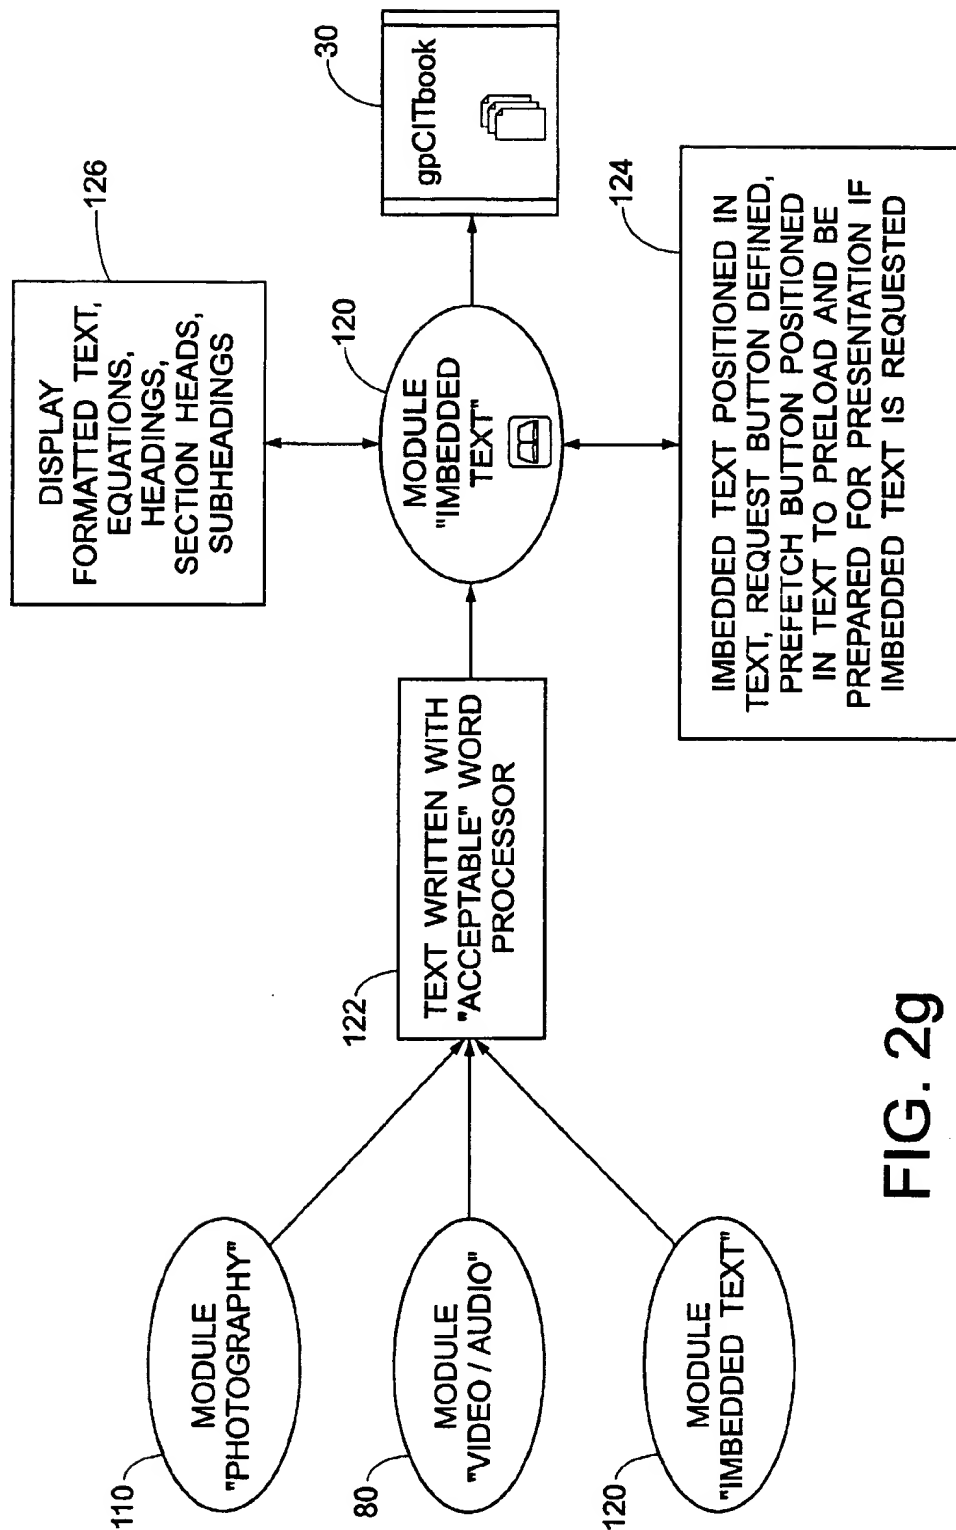 110
MODULE
"PHOTOGRAPHY"
80
MODULE
"VIDEO / AUDIO"
120
MODULE
"IMBEDDED TEXT"
122
TEXT WRITTEN WITH
"ACCEPTABLE" WORD
PROCESSOR
126
DISPLAY
FORMATTED TEXT,
EQUATIONS,
HEADINGS,
SECTION HEADS,
SUBHEADINGS
120
MODULE
"IMBEDDED
TEXT"
30
gpCITbook
124
IMBEDDED TEXT POSITIONED IN
TEXT, REQUEST BUTTON DEFINED,
PREFETCH BUTTON POSITIONED
IN TEXT TO PRELOAD AND BE
PREPARED FOR PRESENTATION IF
IMBEDDED TEXT IS REQUESTED
FIG. 2g